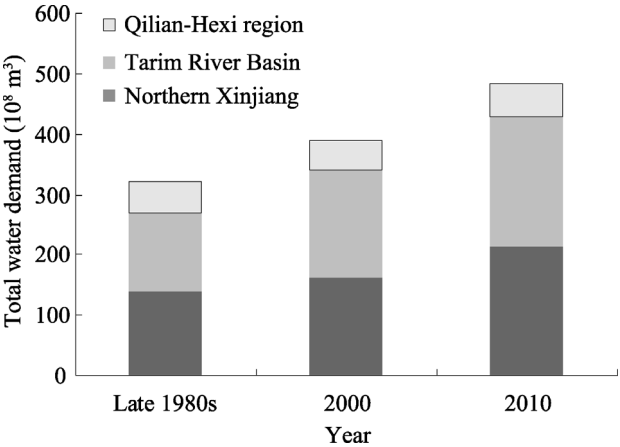 Total water demand (10⁸ m³)
600
500
400
300
200
100
0
Qilian-Hexi region
Tarim River Basin
Northern Xinjiang
Late 1980s
2000
2010
Year